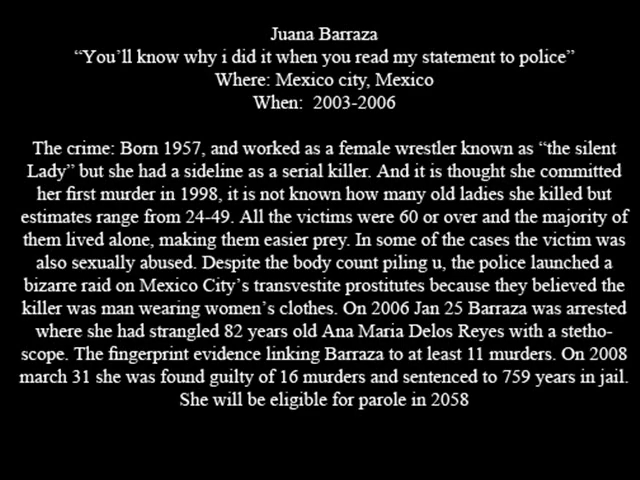 Juana Barraza
“You’ll know why i did it when you read my statement to police”
Where: Mexico city, Mexico
When:  2003-2006
The crime: Born 1957, and worked as a female wrestler known as “the silent
Lady” but she had a sideline as a serial killer. And it is thought she committed
her first murder in 1998, it is not known how many old ladies she killed but
estimates range from 24-49. All the victims were 60 or over and the majority of
them lived alone, making them easier prey. In some of the cases the victim was
also sexually abused. Despite the body count piling u, the police launched a
bizarre raid on Mexico City’s transvestite prostitutes because they believed the
killer was man wearing women’s clothes. On 2006 Jan 25 Barraza was arrested
where she had strangled 82 years old Ana Maria Delos Reyes with a stetho-
scope. The fingerprint evidence linking Barraza to at least 11 murders. On 2008
march 31 she was found guilty of 16 murders and sentenced to 759 years in jail.
She will be eligible for parole in 2058